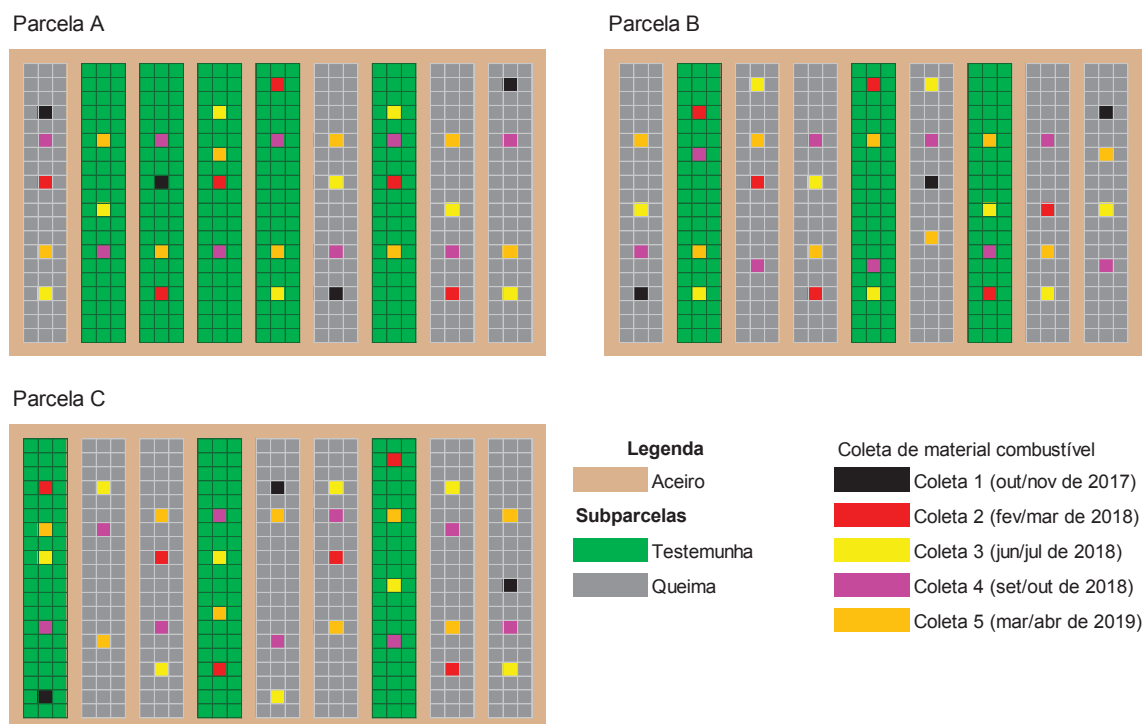 Parcela A
Parcela B
Parcela C
Legenda
Aceiro
Subparcelas
Testemunha
Queima
Coleta de material combustível
Coleta 1 (out/nov de 2017)
Coleta 2 (fev/mar de 2018)
Coleta 3 (jun/jul de 2018)
Coleta 4 (set/out de 2018)
Coleta 5 (mar/abr de 2019)